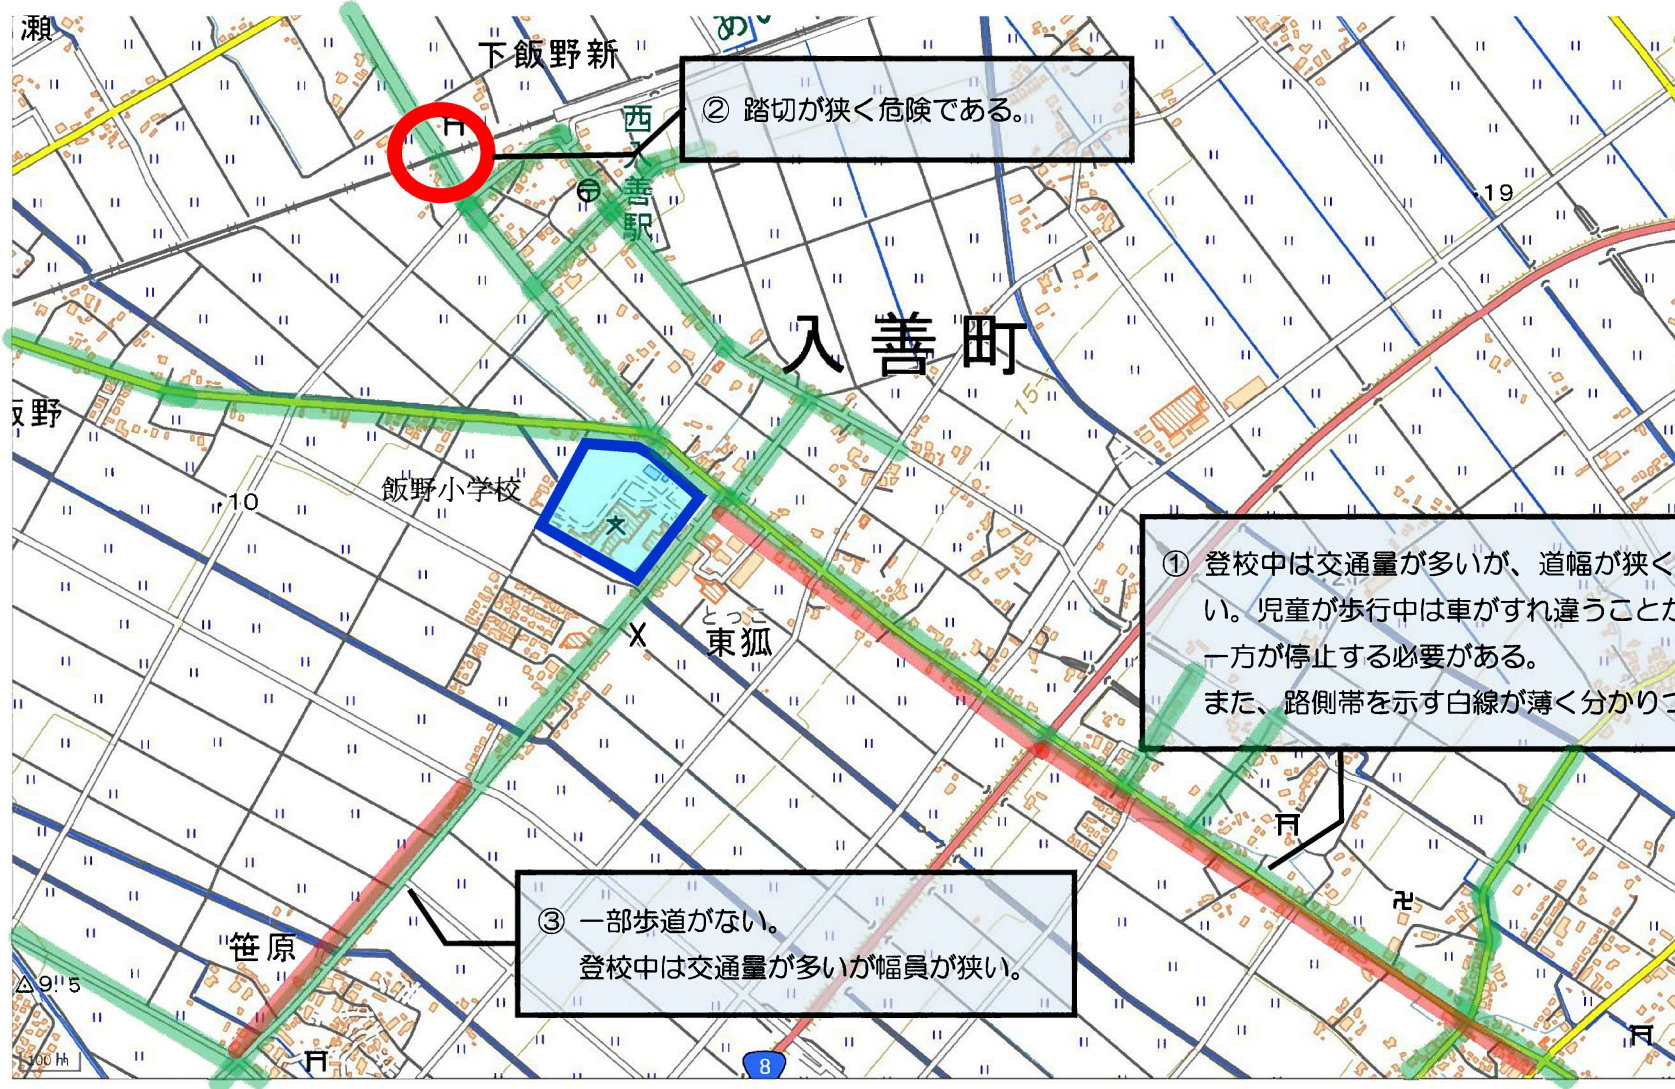 瀬
下飯野新
めい
② 踏切が狭く危険である。
西入善駅
19
入善町
15
飯野
飯野小学校
10
① 登校中は交通量が多いが、道幅が狭く
い。児童が歩行中は車がすれ違うことが
一方が停止する必要がある。
また、路側帯を示す白線が薄く分かりづ
とっこ
東狐
③ 一部歩道がない。
登校中は交通量が多いが幅員が狭い。
笹原
9.5
100 m
8